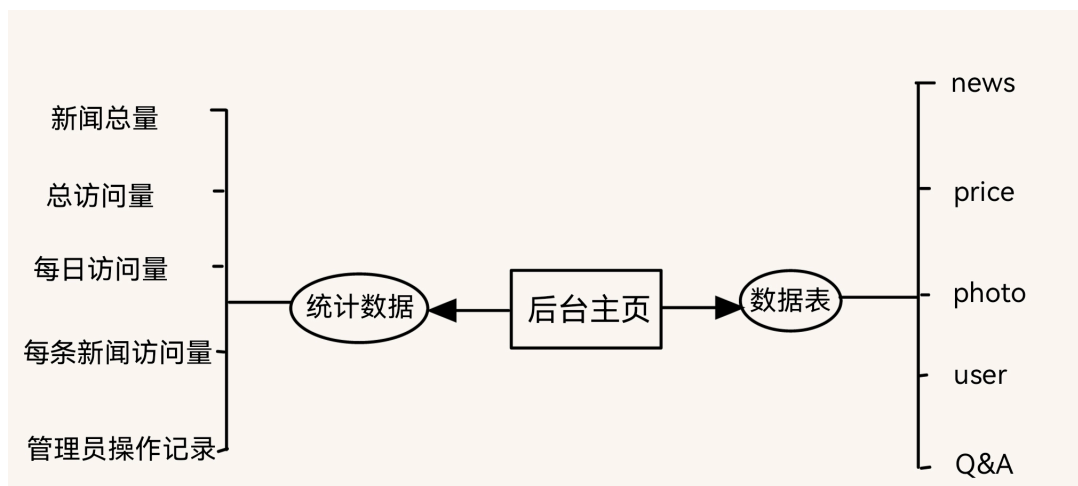 新闻总量
总访问量
每日访问量
每条新闻访问量
管理员操作记录
统计数据
后台主页
数据表
news
price
photo
user
Q&A